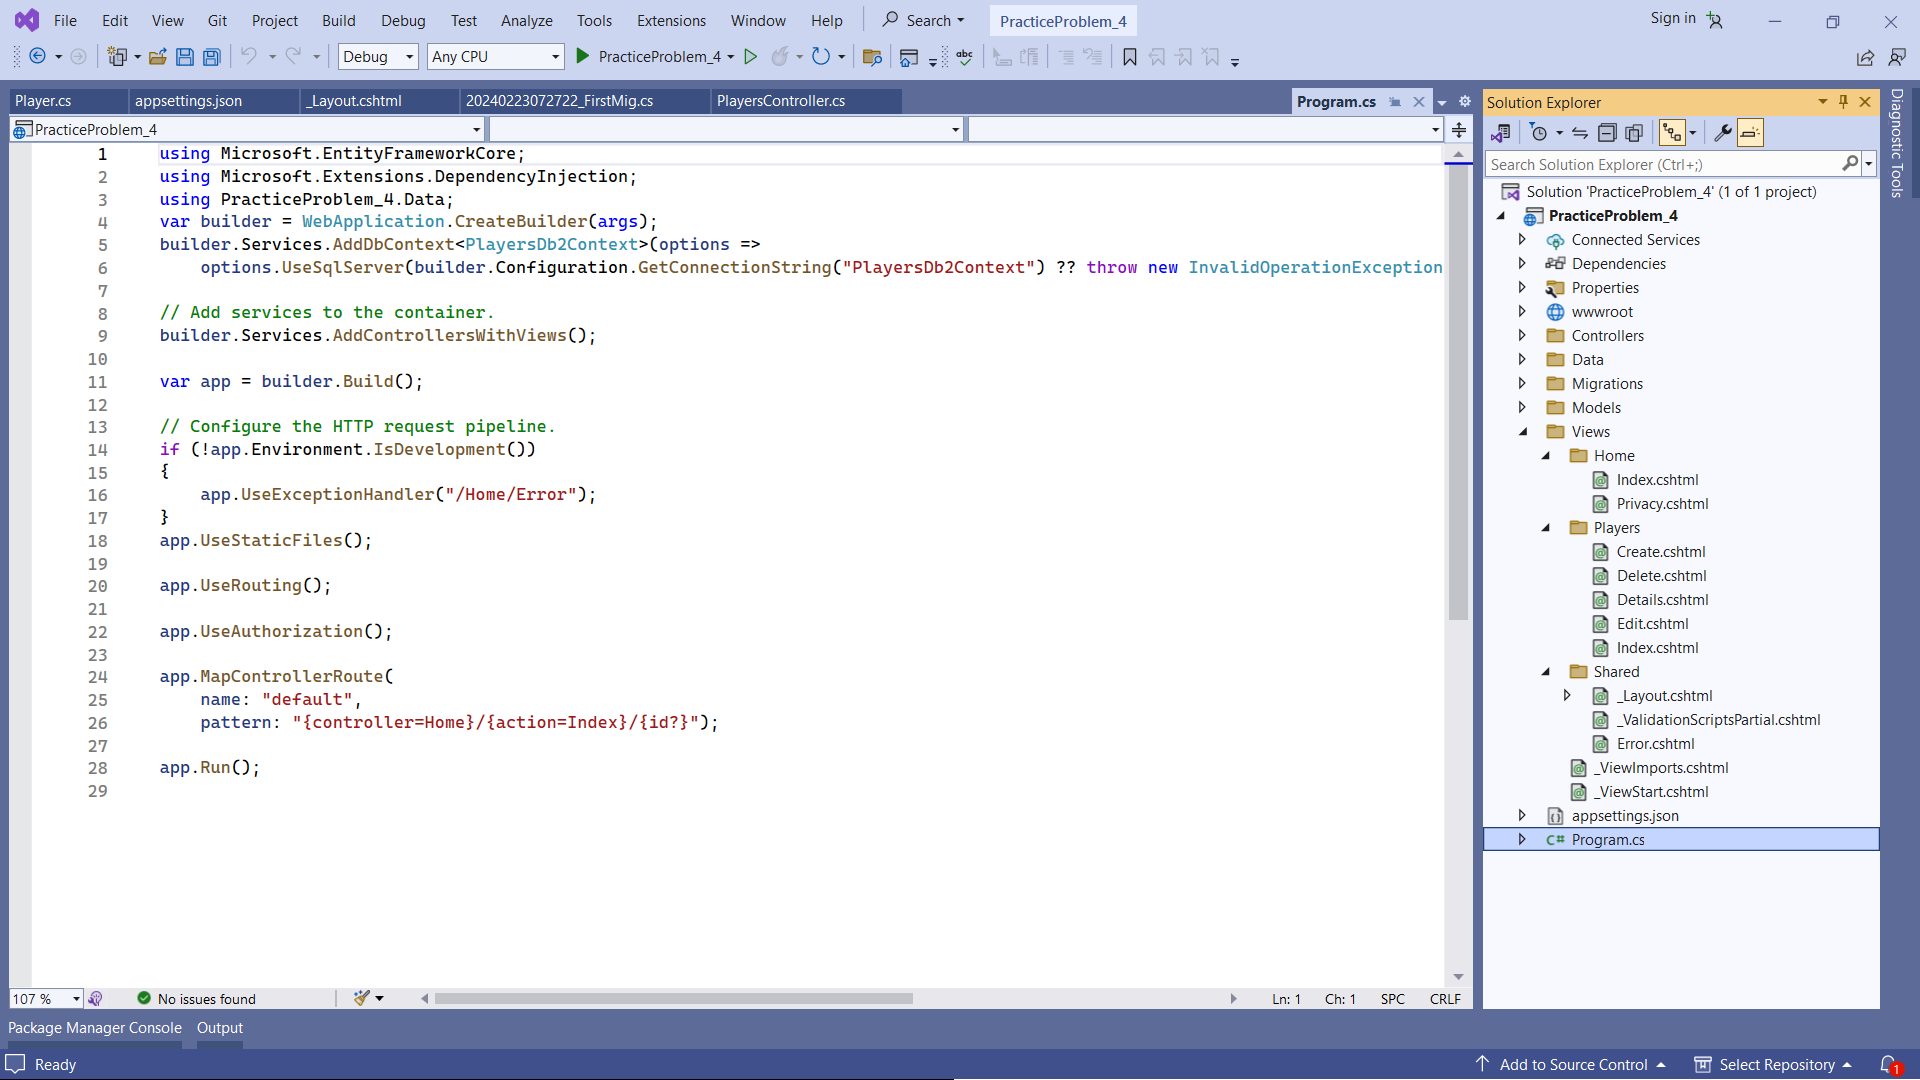 File Edit View Git Project Build Debug Test Analyze Tools Extensions Window Help Search PracticeProblem_4 Sign in
Debug Any CPU PracticeProblem_4 abc
Player.cs appsettings.json _Layout.cshtml 20240223072722_FirstMig.cs PlayersController.cs Program.cs
PracticeProblem_4
1 using Microsoft.EntityFrameworkCore;
2 using Microsoft.Extensions.DependencyInjection;
3 using PracticeProblem_4.Data;
4 var builder = WebApplication.CreateBuilder(args);
5 builder.Services.AddDbContext<PlayersDb2Context>(options =>
6 options.UseSqlServer(builder.Configuration.GetConnectionString("PlayersDb2Context") ?? throw new InvalidOperationException
7
8 // Add services to the container.
9 builder.Services.AddControllersWithViews();
10
11 var app = builder.Build();
12
13 // Configure the HTTP request pipeline.
14 if (!app.Environment.IsDevelopment())
15 {
16 app.UseExceptionHandler("/Home/Error");
17 }
18 app.UseStaticFiles();
19
20 app.UseRouting();
21
22 app.UseAuthorization();
23
24 app.MapControllerRoute(
25 name: "default",
26 pattern: "{controller=Home}/{action=Index}/{id?}");
27
28 app.Run();
29
107 % No issues found Ln: 1 Ch: 1 SPC CRLF
Solution Explorer
Search Solution Explorer (Ctrl+;)
Solution 'PracticeProblem_4' (1 of 1 project)
PracticeProblem_4
Connected Services
Dependencies
Properties
wwwroot
Controllers
Data
Migrations
Models
Views
Home
Index.cshtml
Privacy.cshtml
Players
Create.cshtml
Delete.cshtml
Details.cshtml
Edit.cshtml
Index.cshtml
Shared
_Layout.cshtml
_ValidationScriptsPartial.cshtml
Error.cshtml
_ViewImports.cshtml
_ViewStart.cshtml
appsettings.json
C# Program.cs
Diagnostic Tools
Package Manager Console Output
Ready Add to Source Control Select Repository 1